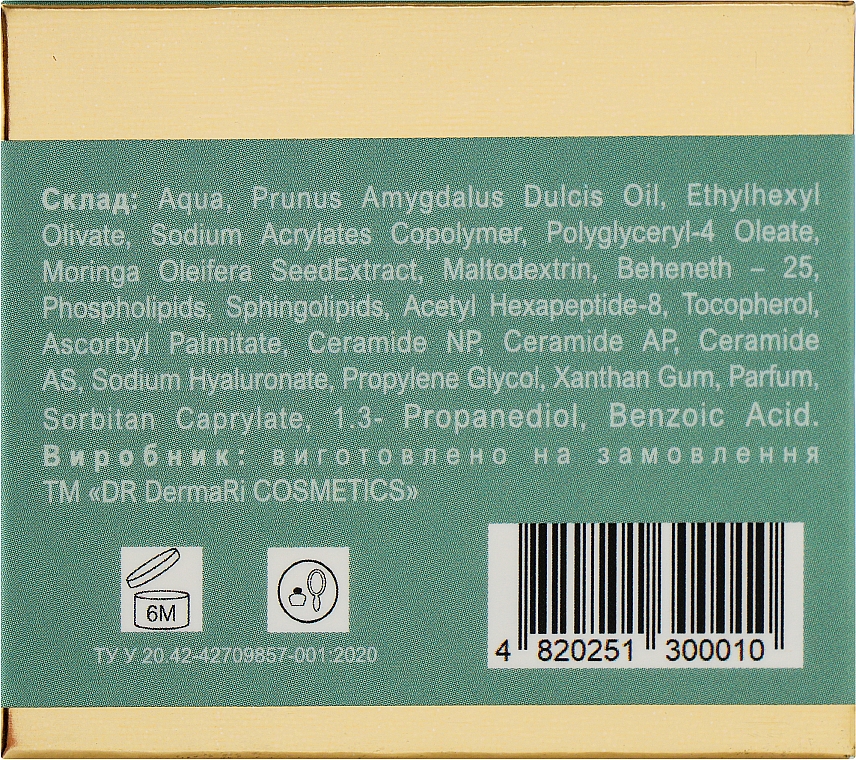 Склад: Aqua, Prunus Amygdalus Dulcis Oil, Ethylhexyl
Olivate, Sodium Acrylates Copolymer, Polyglyceryl-4 Oleate,
Moringa Oleifera SeedExtract, Maltodextrin, Beheneth – 25,
Phospholipids, Sphingolipids, Acetyl Hexapeptide-8, Tocopherol,
Ascorbyl Palmitate, Ceramide NP, Ceramide AP, Ceramide
AS, Sodium Hyaluronate, Propylene Glycol, Xanthan Gum, Parfum,
Sorbitan Caprylate, 1.3- Propanediol, Benzoic Acid.
Виробник: виготовлено на замовлення
ТМ «DR DermaRi COSMETICS»
6M
ТУ У 20.42-42709857-001:2020
4 820251 300010